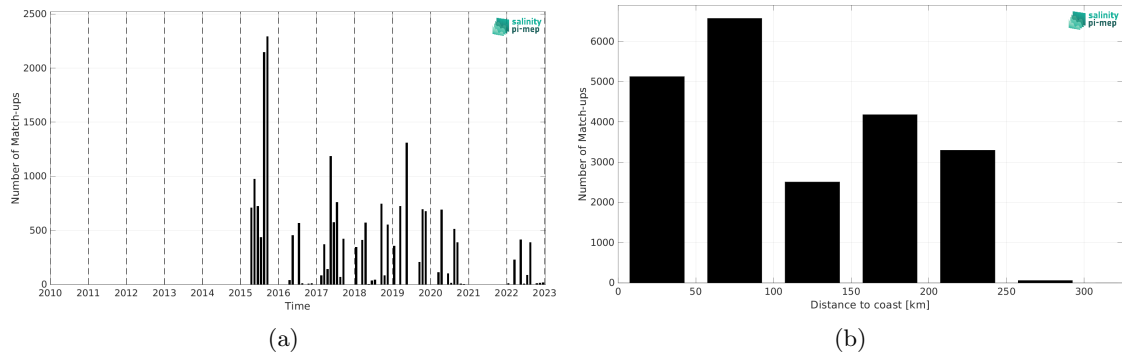 2500
2000
1500
1000
500
0
Number of Match-ups
2010 2011 2012 2013 2014 2015 2016 2017 2018 2019 2020 2021 2022 2023
Time
salinity
pi-mep
(a)
6000
5000
4000
3000
2000
1000
0
Number of Match-ups
0 50 100 150 200 250 300
Distance to coast [km]
salinity
pi-mep
(b)